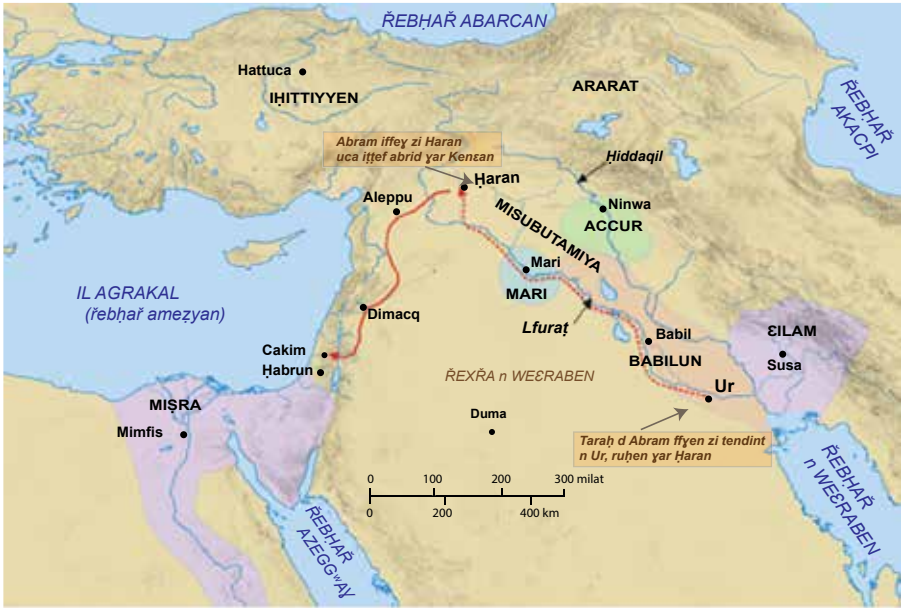 ŘEBḤAŘ ABARCAN
Hattuca
IḤITTIYYEN
ARARAT
ŘEBḤAŘ
AKACPI
Abram iffeɣ zi Haran
uca iṭṭef abrid ɣar Kenɛan
Ḥiddaqil
Ḥaran
Aleppu
Ninwa
ACCUR
MISUBUTAMIYA
Mari
MARI
IL AGRAKAL
(řebḥař ameẓyan)
Dimacq
Lfuraṭ
Babil
BABILUN
ƐILAM
Susa
Cakim
Ḥabrun
ŘEXŘA n WEƐRABEN
Ur
MIṢRA
Mimfis
Duma
Taraḥ d Abram ffɣen zi tendint
n Ur, ruḥen ɣar Ḥaran
ŘEBḤAŘ
n WEƐRABEN
ŘEBḤAŘ
AZEGGʷAƔ
0 100 200 300 milat
0 200 400 km